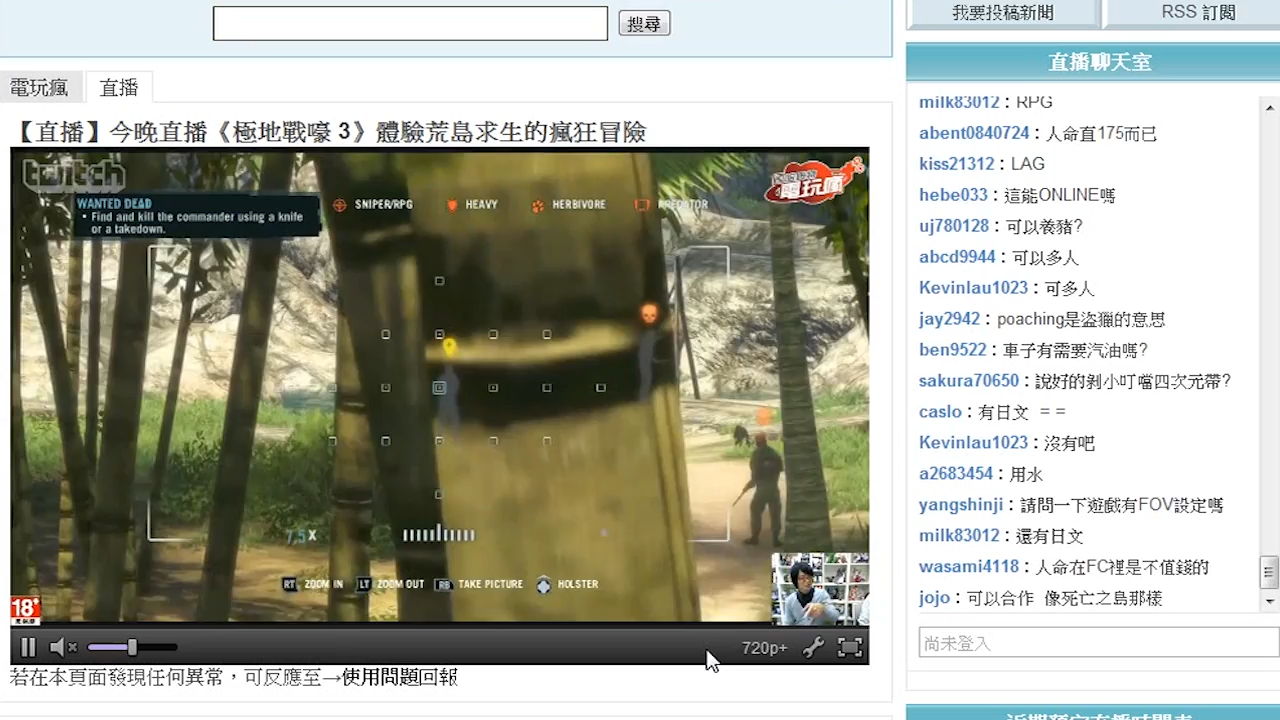 搜尋
我要投稿新聞
RSS 訂閱
電玩瘋
直播
【直播】今晚直播《極地戰嚎 3》體驗荒島求生的瘋狂冒險
twitch
電玩瘋
WANTED DEAD
• Find and kill the commander using a knife
or a takedown.
SNIPER/RPG
HEAVY
HERBIVORE
PREDATOR
7,5x
RT ZOOM IN
LT ZOOM OUT
RB TAKE PICTURE
HOLSTER
18+
720p+
若在本頁面發現任何異常，可反應至→使用問題回報
直播聊天室
milk83012：RPG
abent0840724：人命直175而已
kiss21312：LAG
hebe033：這能ONLINE嗎
uj780128：可以養豬?
abcd9944：可以多人
Kevinlau1023：可多人
jay2942：poaching是盜獵的意思
ben9522：車子有需要汽油嗎?
sakura70650：說好的剝小叮噹四次元帶?
caslo：有日文 = =
Kevinlau1023：沒有吧
a2683454：用水
yangshinji：請問一下遊戲有FOV設定嗎
milk83012：還有日文
wasami4118：人命在FC裡是不值錢的
jojo：可以合作 像死亡之島那樣
尚未登入